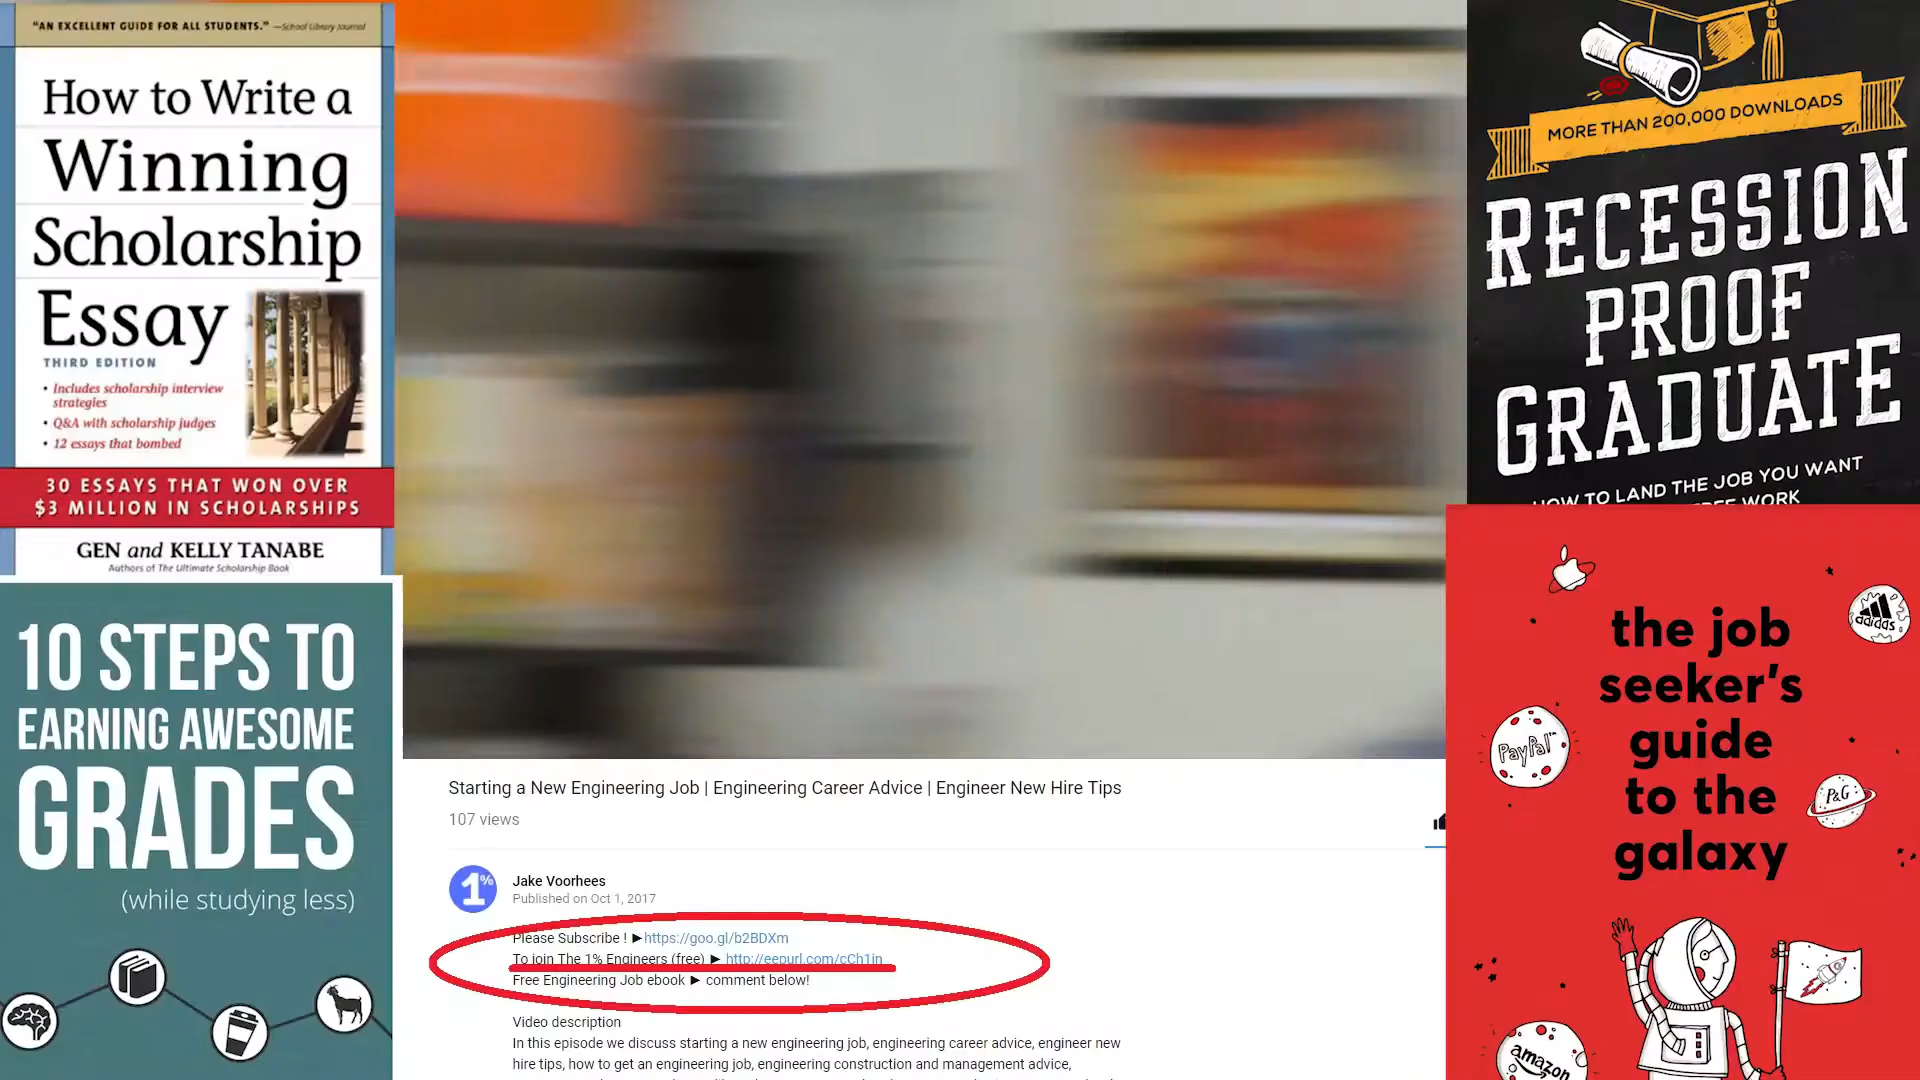 "AN EXCELLENT GUIDE FOR ALL STUDENTS." —School Library Journal
How to Write a
Winning
Scholarship
Essay
THIRD EDITION
• Includes scholarship interview
strategies
• Q&A with scholarship judges
• 12 essays that bombed
30 ESSAYS THAT WON OVER
$3 MILLION IN SCHOLARSHIPS
GEN and KELLY TANABE
Authors of The Ultimate Scholarship Book
10 STEPS TO
EARNING AWESOME
GRADES
(while studying less)
Starting a New Engineering Job | Engineering Career Advice | Engineer New Hire Tips
107 views
1%
Jake Voorhees
Published on Oct 1, 2017
Please Subscribe ! ►https://goo.gl/b2BDXm
To join The 1% Engineers (free) ► http://eepurl.com/cCh1in
Free Engineering Job ebook ► comment below!
Video description
In this episode we discuss starting a new engineering job, engineering career advice, engineer new
hire tips, how to get an engineering job, engineering construction and management advice,
MORE THAN 200,000 DOWNLOADS
RECESSION
PROOF
GRADUATE
HOW TO LAND THE JOB YOU WANT
FREE WORK
adidas
the job
seeker's
guide
to the
galaxy
PayPal
P&G
amazon